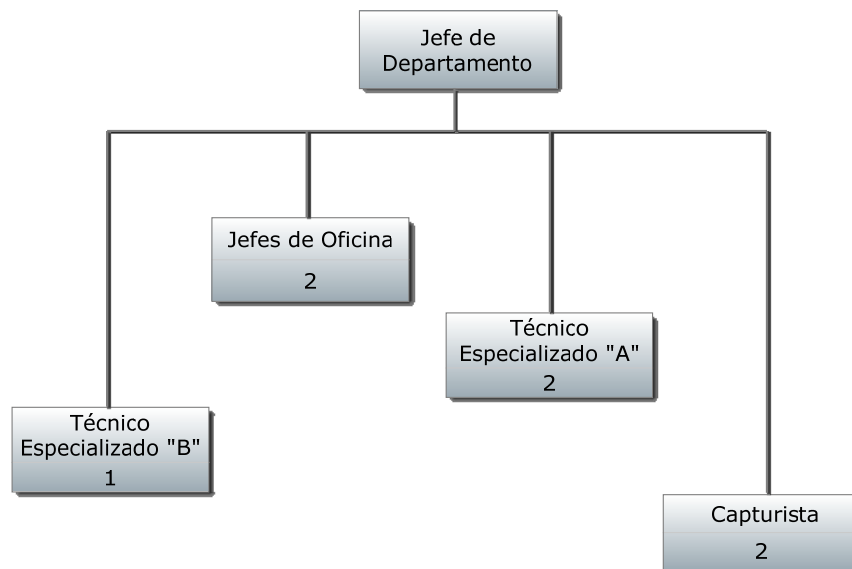 Jefe de
Departamento
Jefes de Oficina
2
Técnico
Especializado "A"
2
Técnico
Especializado "B"
1
Capturista
2